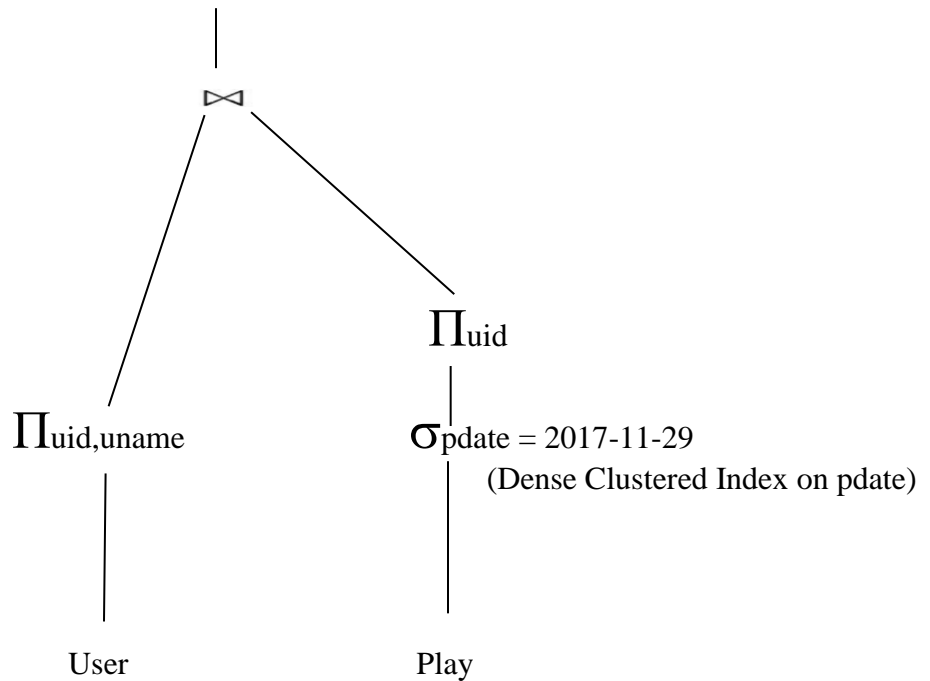 ⋈
Πuid
Πuid,uname
σpdate = 2017-11-29
(Dense Clustered Index on pdate)
User
Play